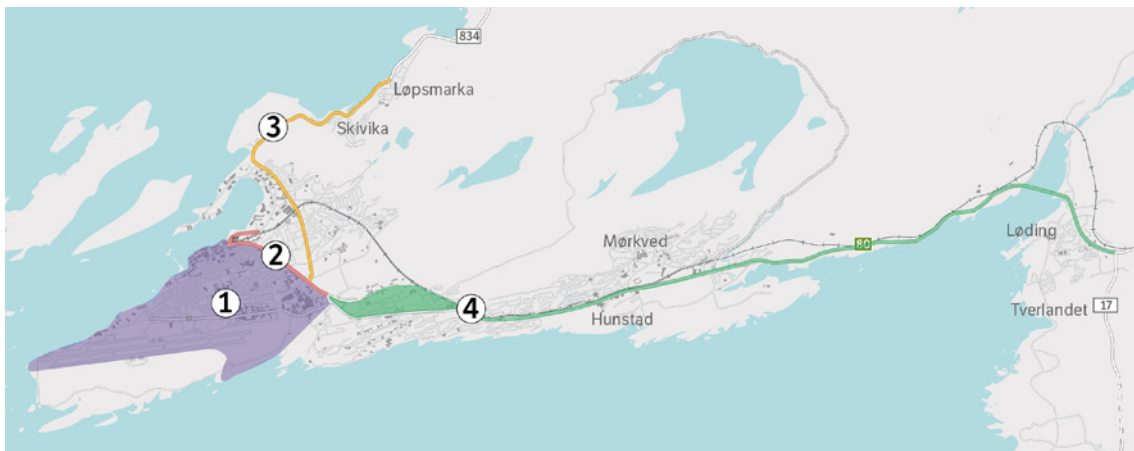 834
Løpsmarka
3
Skivika
Mørkved
80
2
Løding
1
4
17
Hunstad
Tverlandet